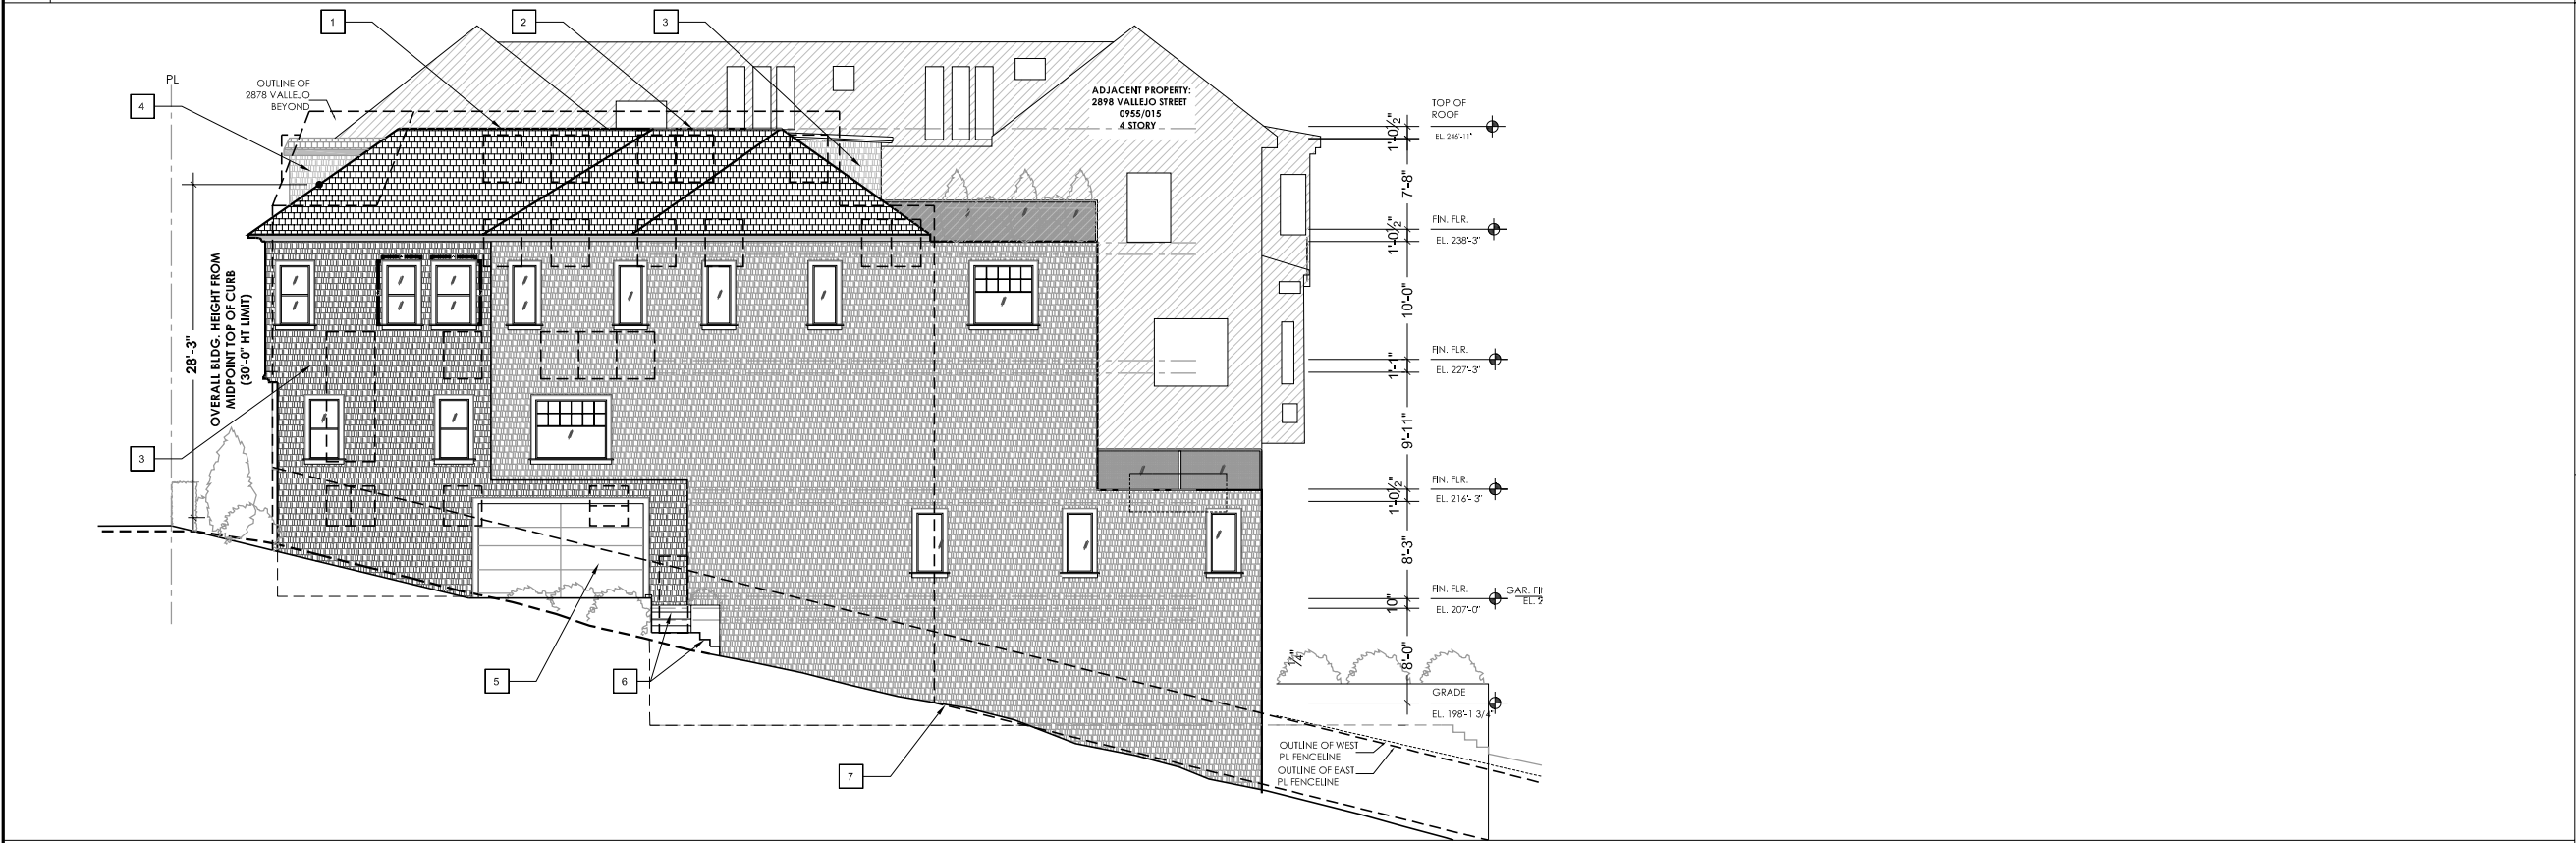 1
2
3
PL
OUTLINE OF
2878 VALLEJO
BEYOND
4
ADJACENT PROPERTY:
2898 VALLEJO STREET
0955/015
4 STORY
TOP OF
ROOF
EL. 246'-11"
1'-0½"
7'-8"
FIN. FLR.
EL. 238'-3"
1'-0½"
28'-3"
OVERALL BLDG. HEIGHT FROM
MIDPOINT TOP OF CURB
(30'-0" HT LIMIT)
10'-0"
FIN. FLR.
EL. 227'-3"
1'-1"
3
9'-11"
FIN. FLR.
EL. 216'- 3"
1'-0½"
8'-3"
FIN. FLR.
EL. 207'-0"
10"
GAR. FI
EL. 2
5
6
8'-0"
GRADE
EL. 198'-1 3/4"
7
OUTLINE OF WEST
PL FENCELINE
OUTLINE OF EAST
PL FENCELINE